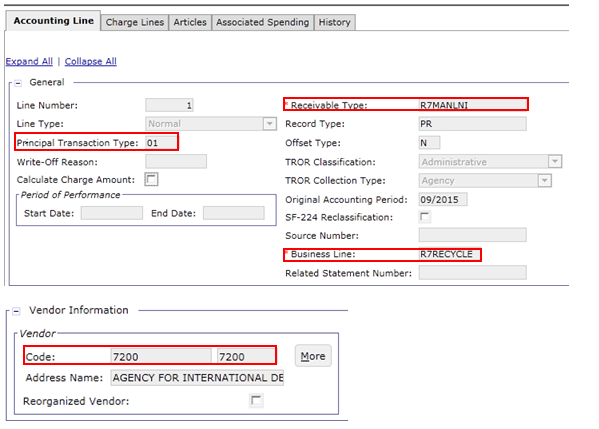 Accounting Line Charge Lines Articles Associated Spending History
Expand All | Collapse All
General
Line Number: 1
Line Type: Normal
Principal Transaction Type: 01
Write-Off Reason:
Calculate Charge Amount:
Period of Performance
Start Date: End Date:
* Receivable Type: R7MANLNI
Record Type: PR
Offset Type: N
TROR Classification: Administrative
TROR Collection Type: Agency
Original Accounting Period: 09/2015
SF-224 Reclassification:
Source Number:
* Business Line: R7RECYCLE
Related Statement Number:
Vendor Information
Vendor
Code: 7200 7200
More
Address Name: AGENCY FOR INTERNATIONAL DE
Reorganized Vendor: